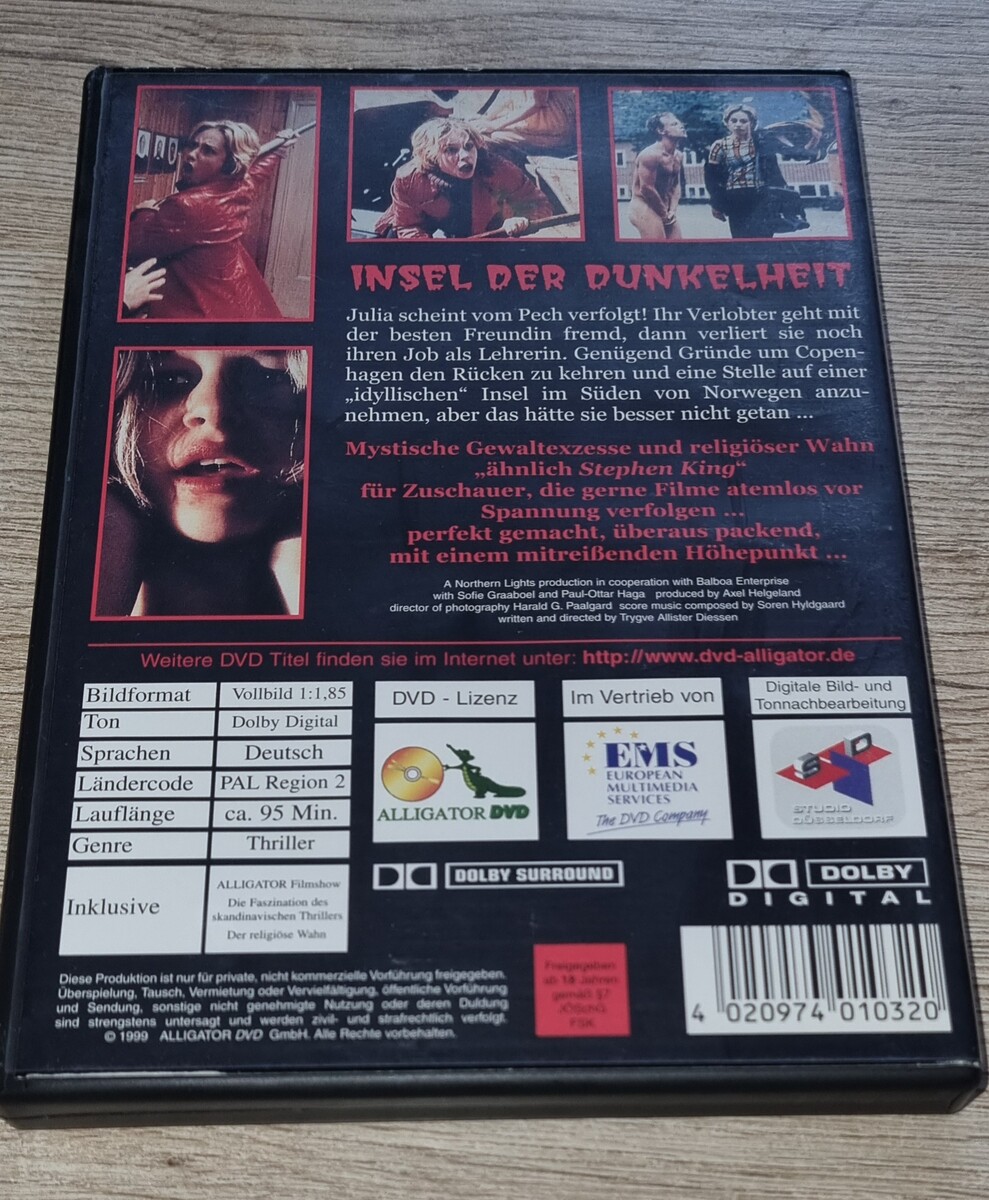 INSEL DER DUNKELHEIT
Julia scheint vom Pech verfolgt! Ihr Verlobter geht mit
der besten Freundin fremd, dann verliert sie noch
ihren Job als Lehrerin. Genügend Gründe um Copen-
hagen den Rücken zu kehren und eine Stelle auf einer
„idyllischen“ Insel im Süden von Norwegen anzu-
nehmen, aber das hätte sie besser nicht getan ...
Mystische Gewaltexzesse und religiöser Wahn
„ähnlich Stephen King“
für Zuschauer, die gerne Filme atemlos vor
Spannung verfolgen ...
perfekt gemacht, überaus packend,
mit einem mitreißenden Höhepunkt ...
A Northern Lights production in cooperation with Balboa Enterprise
with Sofie Graaboel and Paul-Ottar Haga produced by Axel Helgeland
director of photography Harald G. Paalgard score music composed by Soren Hyldgaard
written and directed by Trygve Allister Diessen
Weitere DVD Titel finden sie im Internet unter: http://www.dvd-alligator.de
Bildformat Vollbild 1:1,85
Ton Dolby Digital
Sprachen Deutsch
Ländercode PAL Region 2
Lauflänge ca. 95 Min.
Genre Thriller
Inklusive
ALLIGATOR Filmshow
Die Faszination des
skandinavischen Thrillers
Der religiöse Wahn
DVD - Lizenz
ALLIGATOR DVD
Im Vertrieb von
EMS
EUROPEAN
MULTIMEDIA
SERVICES
The DVD Company
Digitale Bild- und
Tonnachbearbeitung
STUDIO
DÜSSELDORF
DOLBY SURROUND
DOLBY
DIGITAL
Diese Produktion ist nur für private, nicht kommerzielle Vorführung freigegeben.
Überspielung, Tausch, Vermietung oder Vervielfältigung, öffentliche Vorführung
und Sendung, sonstige nicht genehmigte Nutzung oder deren Duldung
sind strengstens untersagt und werden zivil- und strafrechtlich verfolgt.
© 1999 ALLIGATOR DVD GmbH. Alle Rechte vorbehalten.
Freigegeben
ab 18 Jahren
gemäß §7
JÖSchG
FSK
4 020974 010320